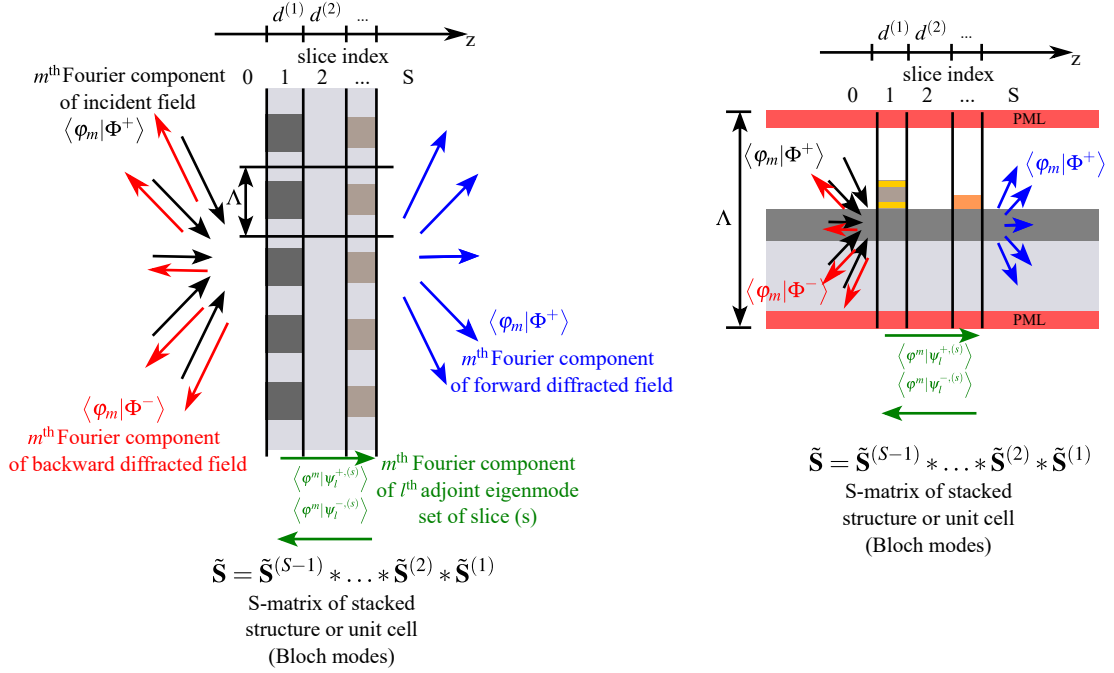 d⁽¹⁾ d⁽²⁾ ...
z
slice index
0 1 2 ... S
mᵗʰ Fourier component
of incident field
⟨φₘ|Φ⁺⟩
Λ
⟨φₘ|Φ⁺⟩
mᵗʰ Fourier component
of forward diffracted field
⟨φₘ|Φ⁻⟩
mᵗʰ Fourier component
of backward diffracted field
⟨φᵐ|ψₗ⁺,⁽ˢ⁾⟩
⟨φᵐ|ψₗ⁻,⁽ˢ⁾⟩
mᵗʰ Fourier component
of lᵗʰ adjoint eigenmode
set of slice (s)
S̃ = S̃⁽ˢ⁻¹⁾ * ... * S̃⁽²⁾ * S̃⁽¹⁾
S-matrix of stacked
structure or unit cell
(Bloch modes)
d⁽¹⁾ d⁽²⁾ ...
z
slice index
0 1 2 ... S
PML
⟨φₘ|Φ⁺⟩
⟨φₘ|Φ⁺⟩
Λ
⟨φₘ|Φ⁻⟩
PML
⟨φᵐ|ψₗ⁺,⁽ˢ⁾⟩
⟨φᵐ|ψₗ⁻,⁽ˢ⁾⟩
S̃ = S̃⁽ˢ⁻¹⁾ * ... * S̃⁽²⁾ * S̃⁽¹⁾
S-matrix of stacked
structure or unit cell
(Bloch modes)